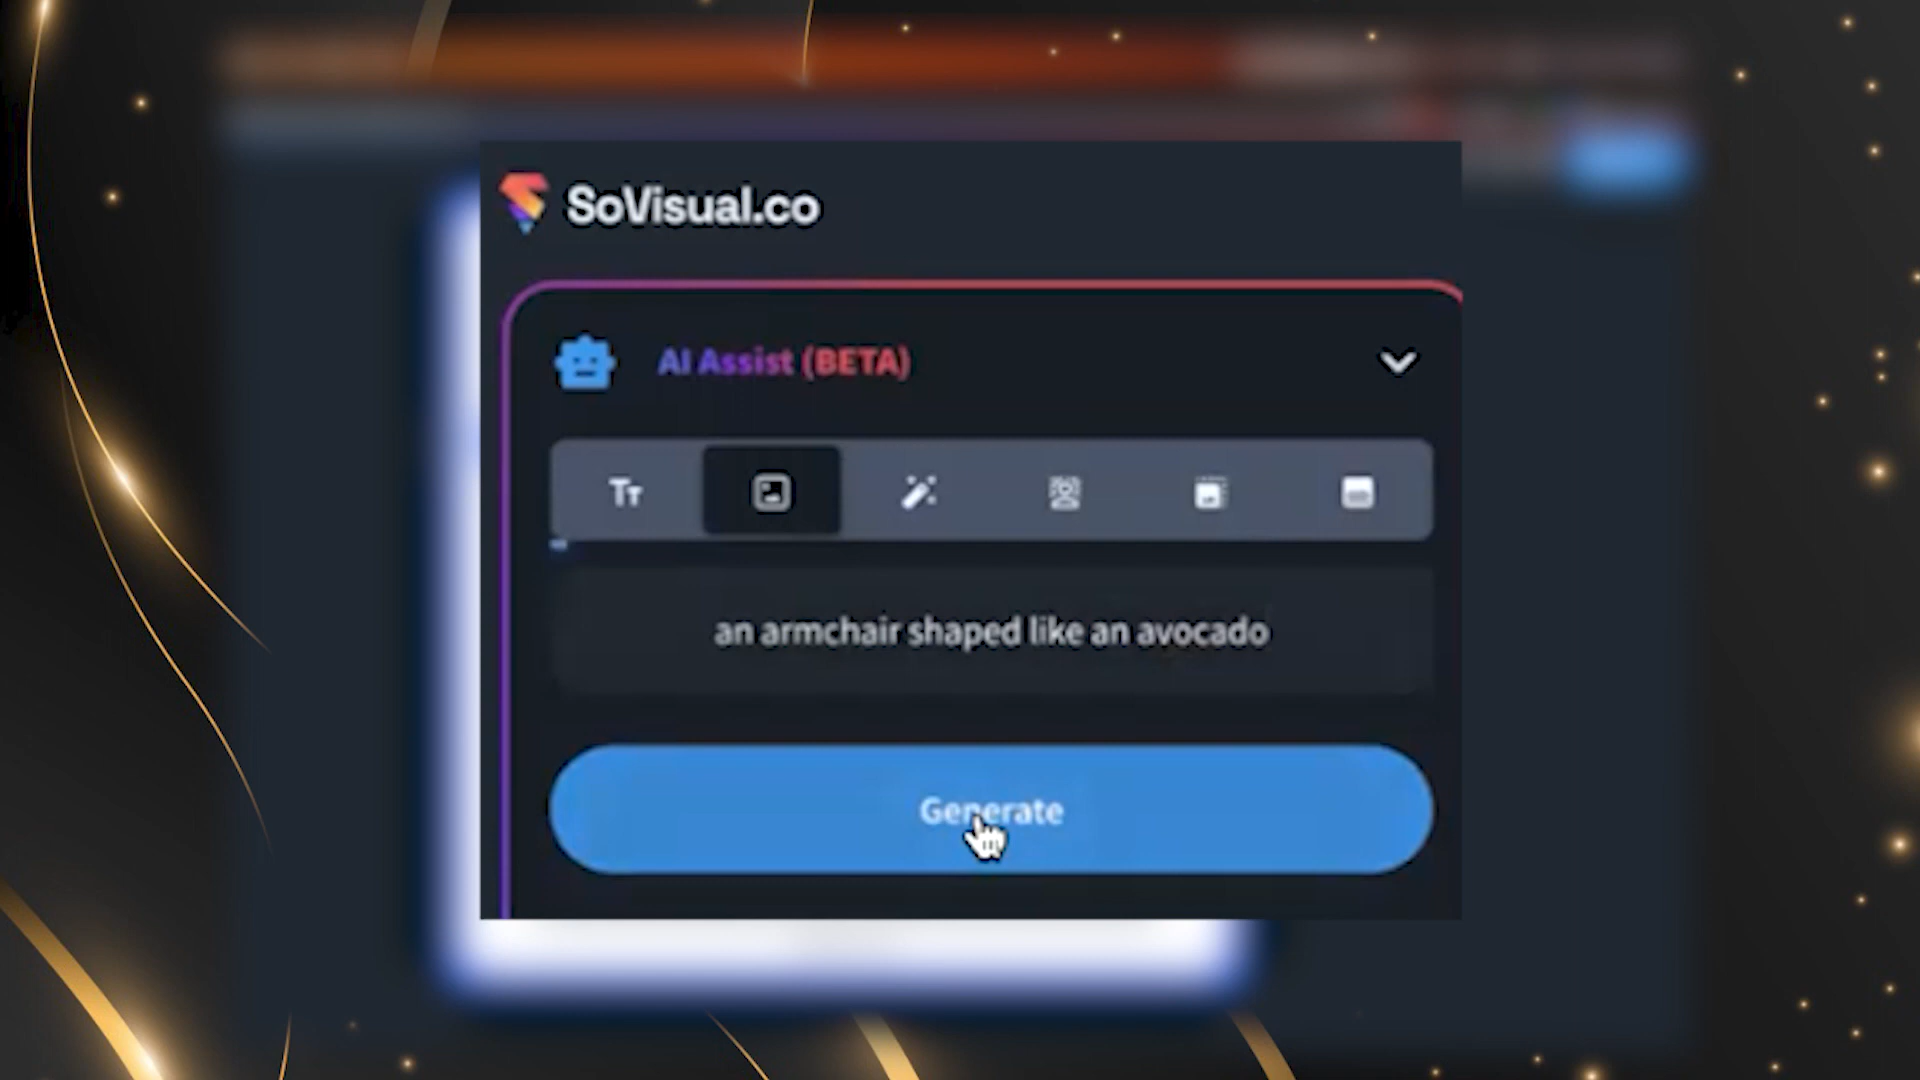 SoVisual.co
AI Assist (BETA)
Tт
an armchair shaped like an avocado
Generate